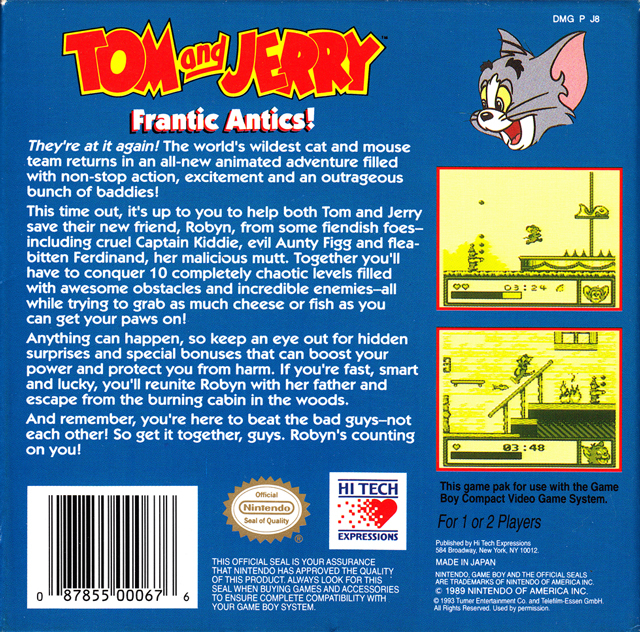 DMG P J8
TOM and JERRY™
Frantic Antics!
They're at it again! The world's wildest cat and mouse
team returns in an all-new animated adventure filled
with non-stop action, excitement and an outrageous
bunch of baddies!
This time out, it's up to you to help both Tom and Jerry
save their new friend, Robyn, from some fiendish foes–
including cruel Captain Kiddie, evil Aunty Figg and flea-
bitten Ferdinand, her malicious mutt. Together you'll
have to conquer 10 completely chaotic levels filled
with awesome obstacles and incredible enemies–all
while trying to grab as much cheese or fish as you
can get your paws on!
Anything can happen, so keep an eye out for hidden
surprises and special bonuses that can boost your
power and protect you from harm. If you're fast, smart
and lucky, you'll reunite Robyn with her father and
escape from the burning cabin in the woods.
And remember, you're here to beat the bad guys–not
each other! So get it together, guys. Robyn's counting
on you!
03:24
03:48
This game pak for use with the Game
Boy Compact Video Game System.
For 1 or 2 Players
Published by Hi Tech Expressions
584 Broadway, New York, NY 10012.
MADE IN JAPAN
NINTENDO, GAME BOY AND THE OFFICIAL SEALS
ARE TRADEMARKS OF NINTENDO OF AMERICA INC.
© 1989 NINTENDO OF AMERICA INC.
© 1993 Turner Entertainment Co. and Telefilm-Essen GmbH.
All Rights Reserved. Used by permission.
0 87855 00067 6
Official
Nintendo
Seal of Quality
®
HI TECH
EXPRESSIONS
THIS OFFICIAL SEAL IS YOUR ASSURANCE
THAT NINTENDO HAS APPROVED THE QUALITY
OF THIS PRODUCT. ALWAYS LOOK FOR THIS
SEAL WHEN BUYING GAMES AND ACCESSORIES
TO ENSURE COMPLETE COMPATIBILITY WITH
YOUR GAME BOY SYSTEM.